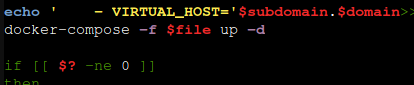 echo '    - VIRTUAL_HOST='$subdomain.$domain>>
docker-compose -f $file up -d
if [[ $? -ne 0 ]]
then